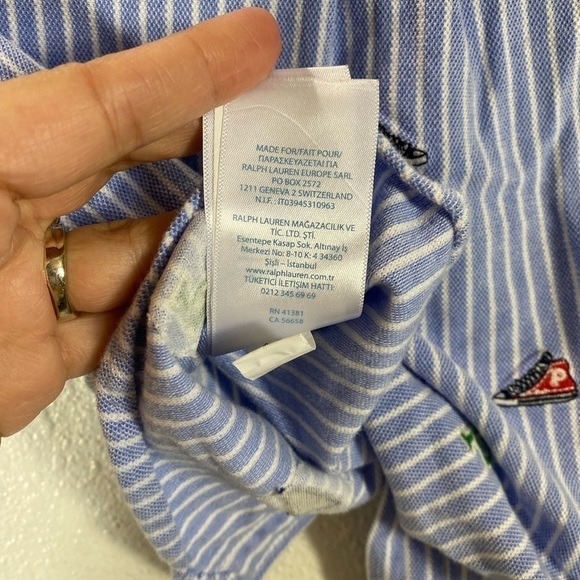 MADE FOR/FAIT POUR/
ΠΑΡΑΣΚΕΥΑΖΕΤΑΙ ΓΙΑ
RALPH LAUREN EUROPE SARL
PO BOX 2572
1211 GENEVA 2 SWITZERLAND
N.I.F.: IT03945310963
RALPH LAUREN MAĞAZACILIK VE
TİC. LTD. ŞTİ.
Esentepe Kasap Sok. Altınay İş
Merkezi No: 8-10 K: 4 34360
Şişli - İstanbul
www.ralphlauren.com
TÜKETİCİ İLETİŞİM HATTI:
0212 345 69 69
RN 41381
CA 56658
P